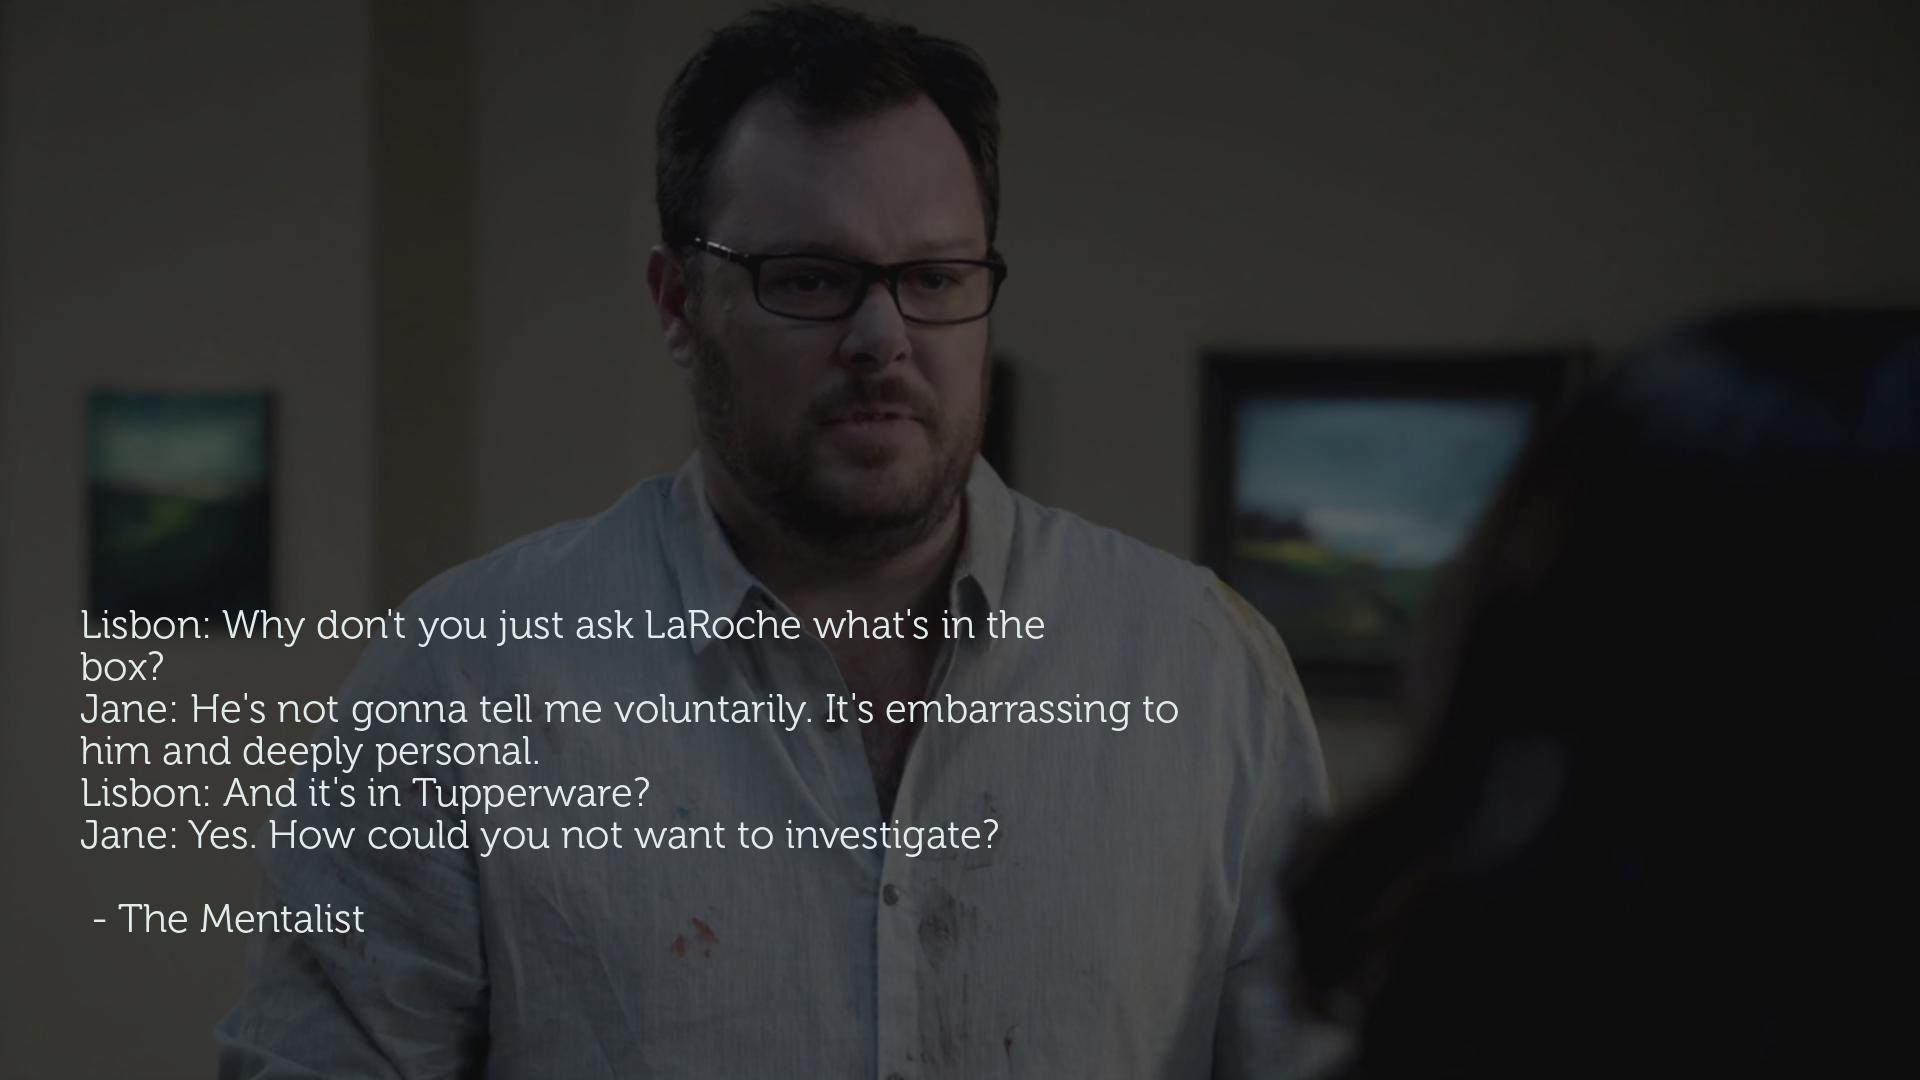 Lisbon: Why don't you just ask LaRoche what's in the
box?
Jane: He's not gonna tell me voluntarily. It's embarrassing to
him and deeply personal.
Lisbon: And it's in Tupperware?
Jane: Yes. How could you not want to investigate?
- The Mentalist